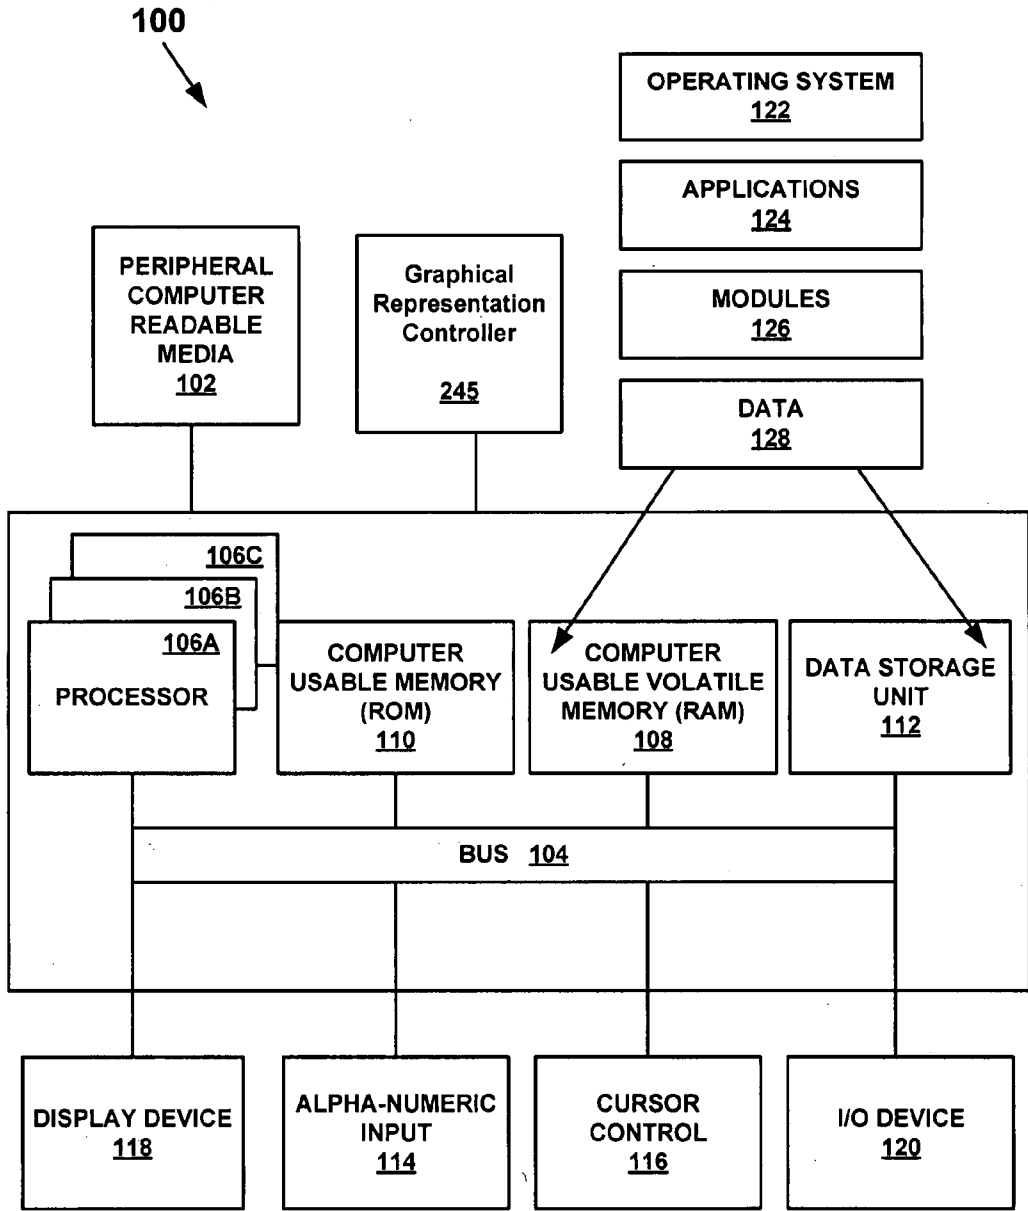 100
OPERATING SYSTEM
122
APPLICATIONS
124
MODULES
126
DATA
128
PERIPHERAL
COMPUTER
READABLE
MEDIA
102
Graphical
Representation
Controller
245
106C
106B
106A
PROCESSOR
COMPUTER
USABLE MEMORY
(ROM)
110
COMPUTER
USABLE VOLATILE
MEMORY (RAM)
108
DATA STORAGE
UNIT
112
BUS 104
DISPLAY DEVICE
118
ALPHA-NUMERIC
INPUT
114
CURSOR
CONTROL
116
I/O DEVICE
120